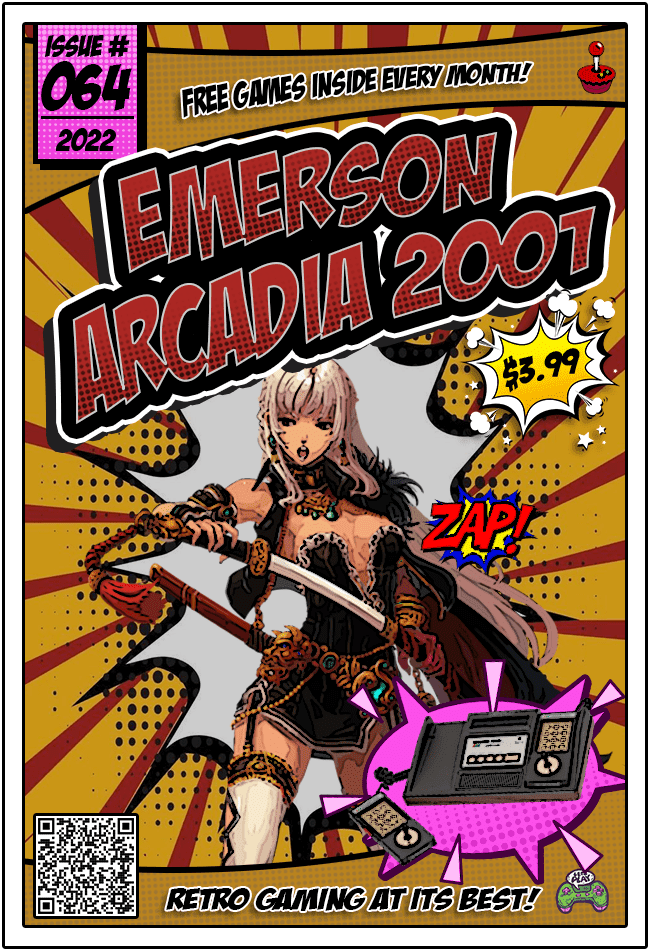 ISSUE #
064
2022
FREE GAMES INSIDE EVERY MONTH!
EMERSON
ARCADIA 2001
$3.99
ZAP!
RETRO GAMING AT ITS BEST!